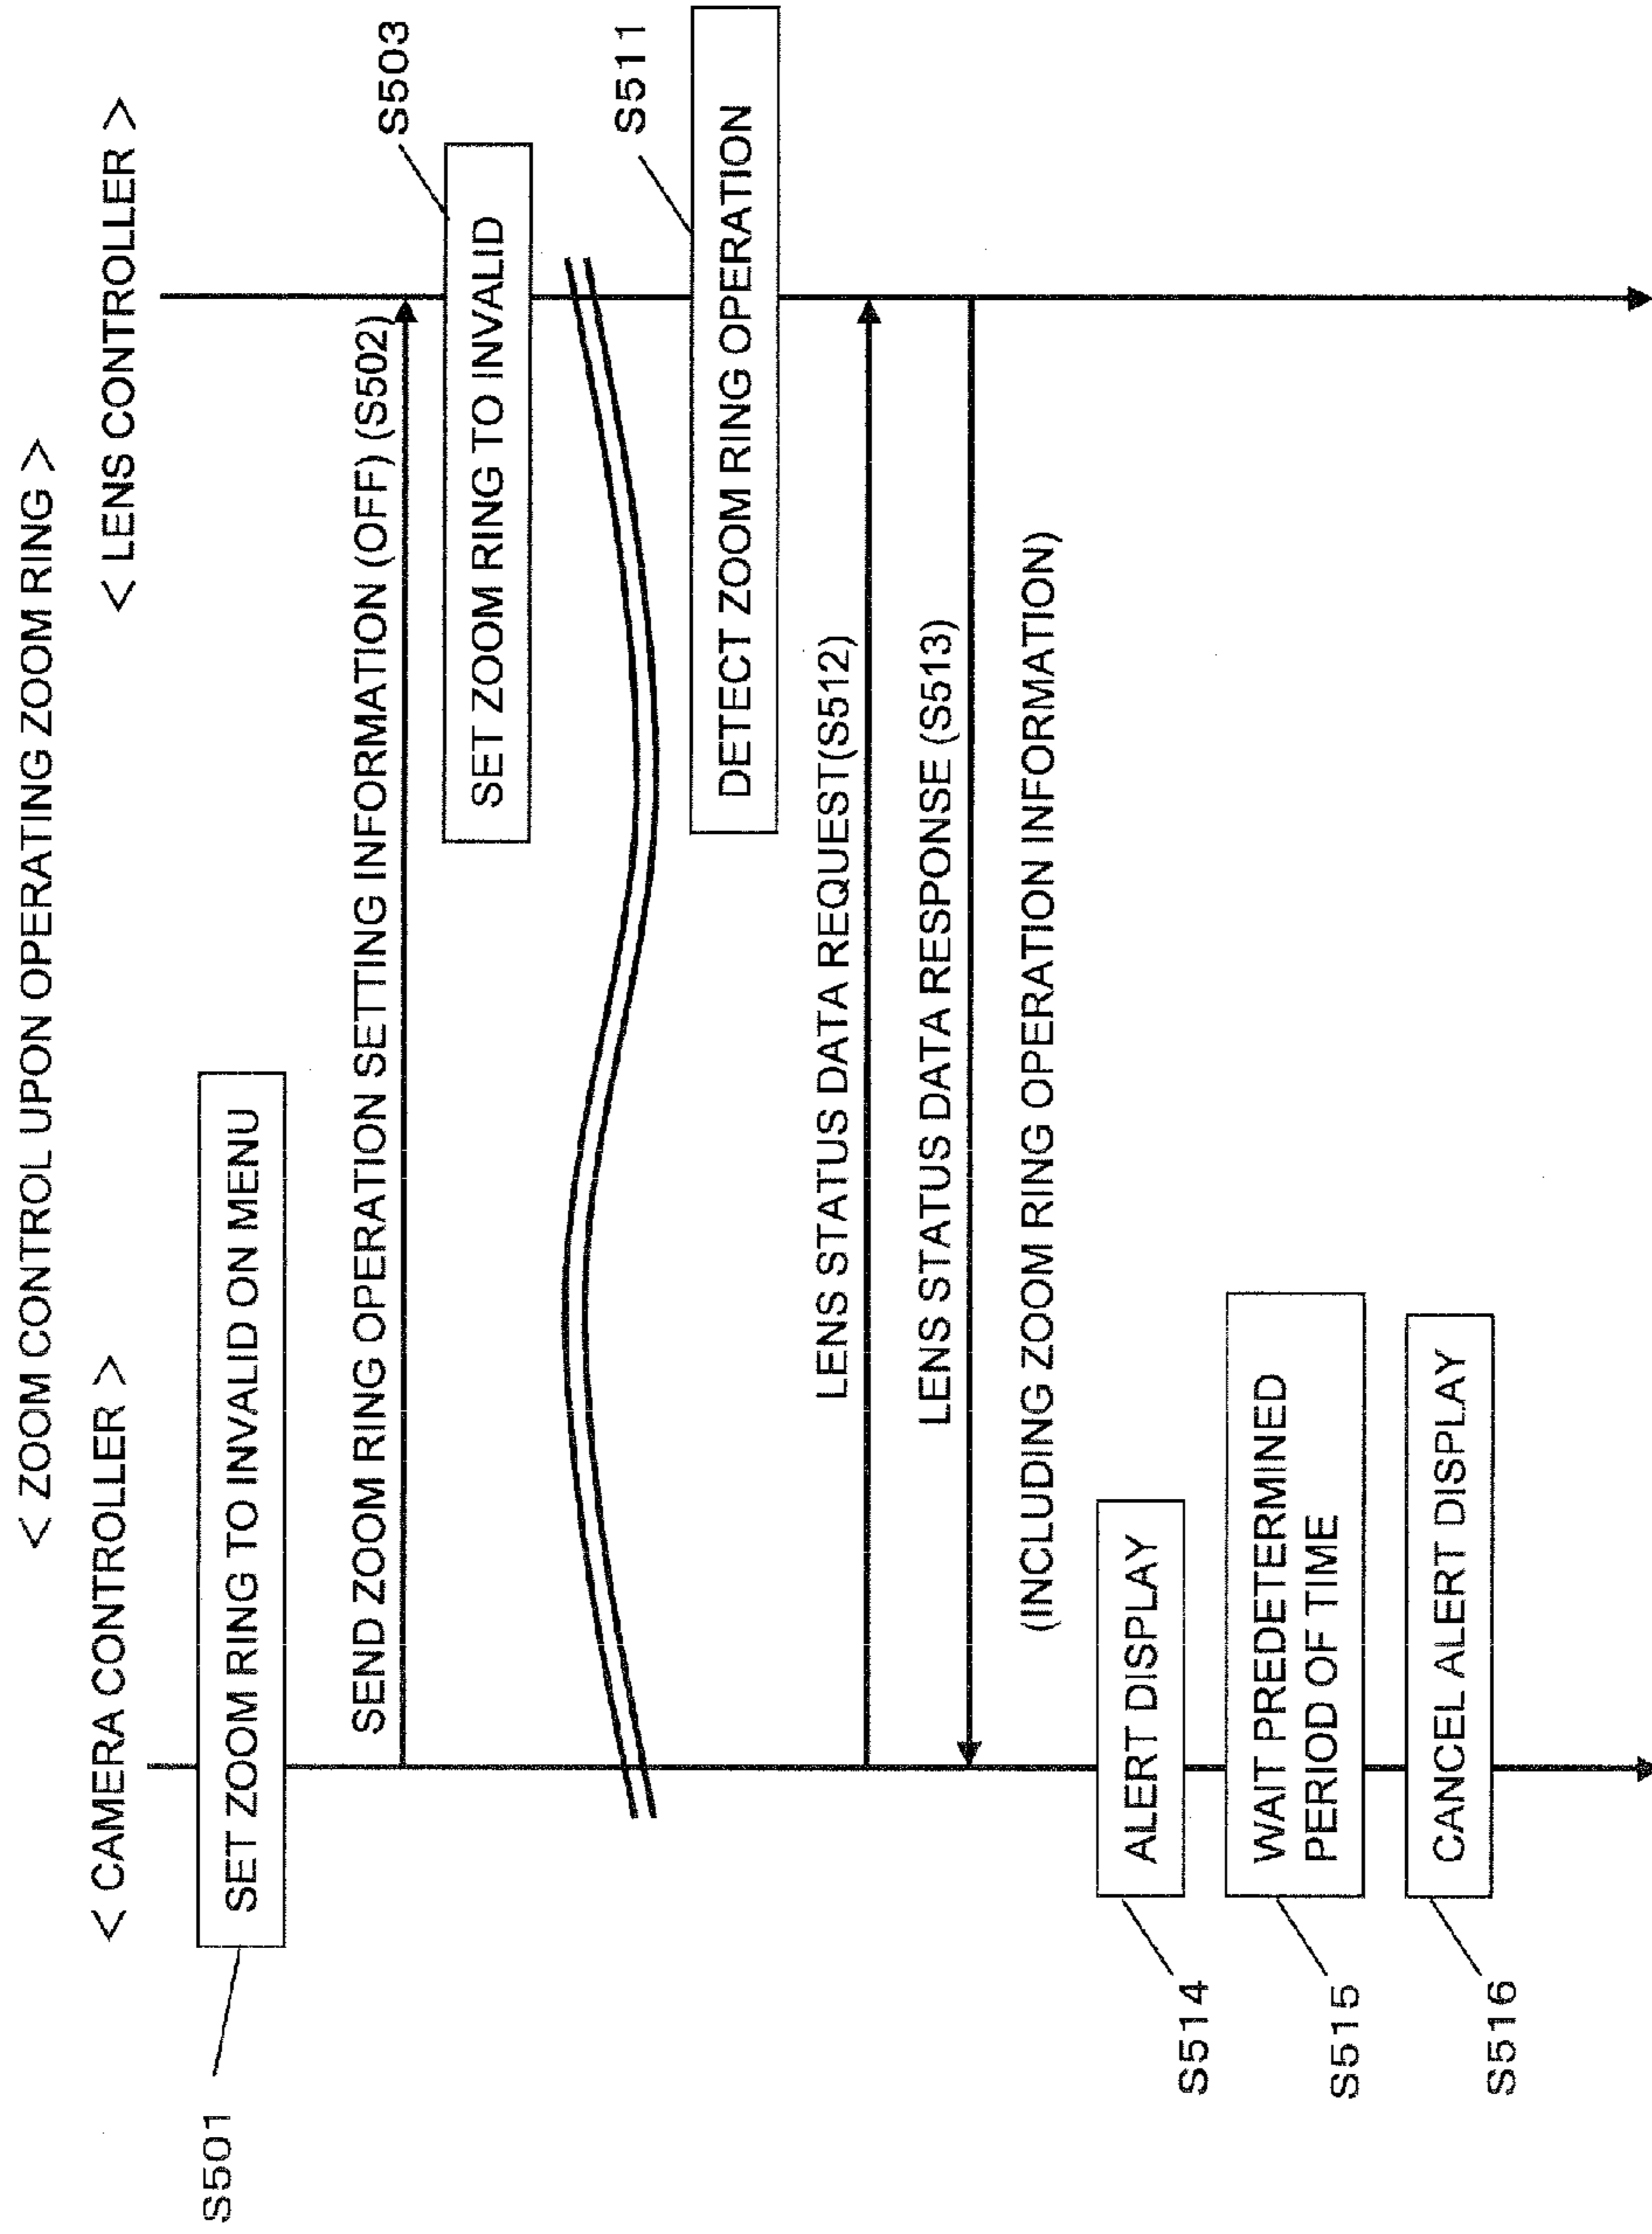 < ZOOM CONTROL UPON OPERATING ZOOM RING >
< CAMERA CONTROLLER >
< LENS CONTROLLER >
S501
SET ZOOM RING TO INVALID ON MENU
SEND ZOOM RING OPERATION SETTING INFORMATION (OFF) (S502)
S503
SET ZOOM RING TO INVALID
S511
DETECT ZOOM RING OPERATION
LENS STATUS DATA REQUEST(S512)
LENS STATUS DATA RESPONSE (S513)
(INCLUDING ZOOM RING OPERATION INFORMATION)
S514
ALERT DISPLAY
S515
WAIT PREDETERMINED
PERIOD OF TIME
S516
CANCEL ALERT DISPLAY